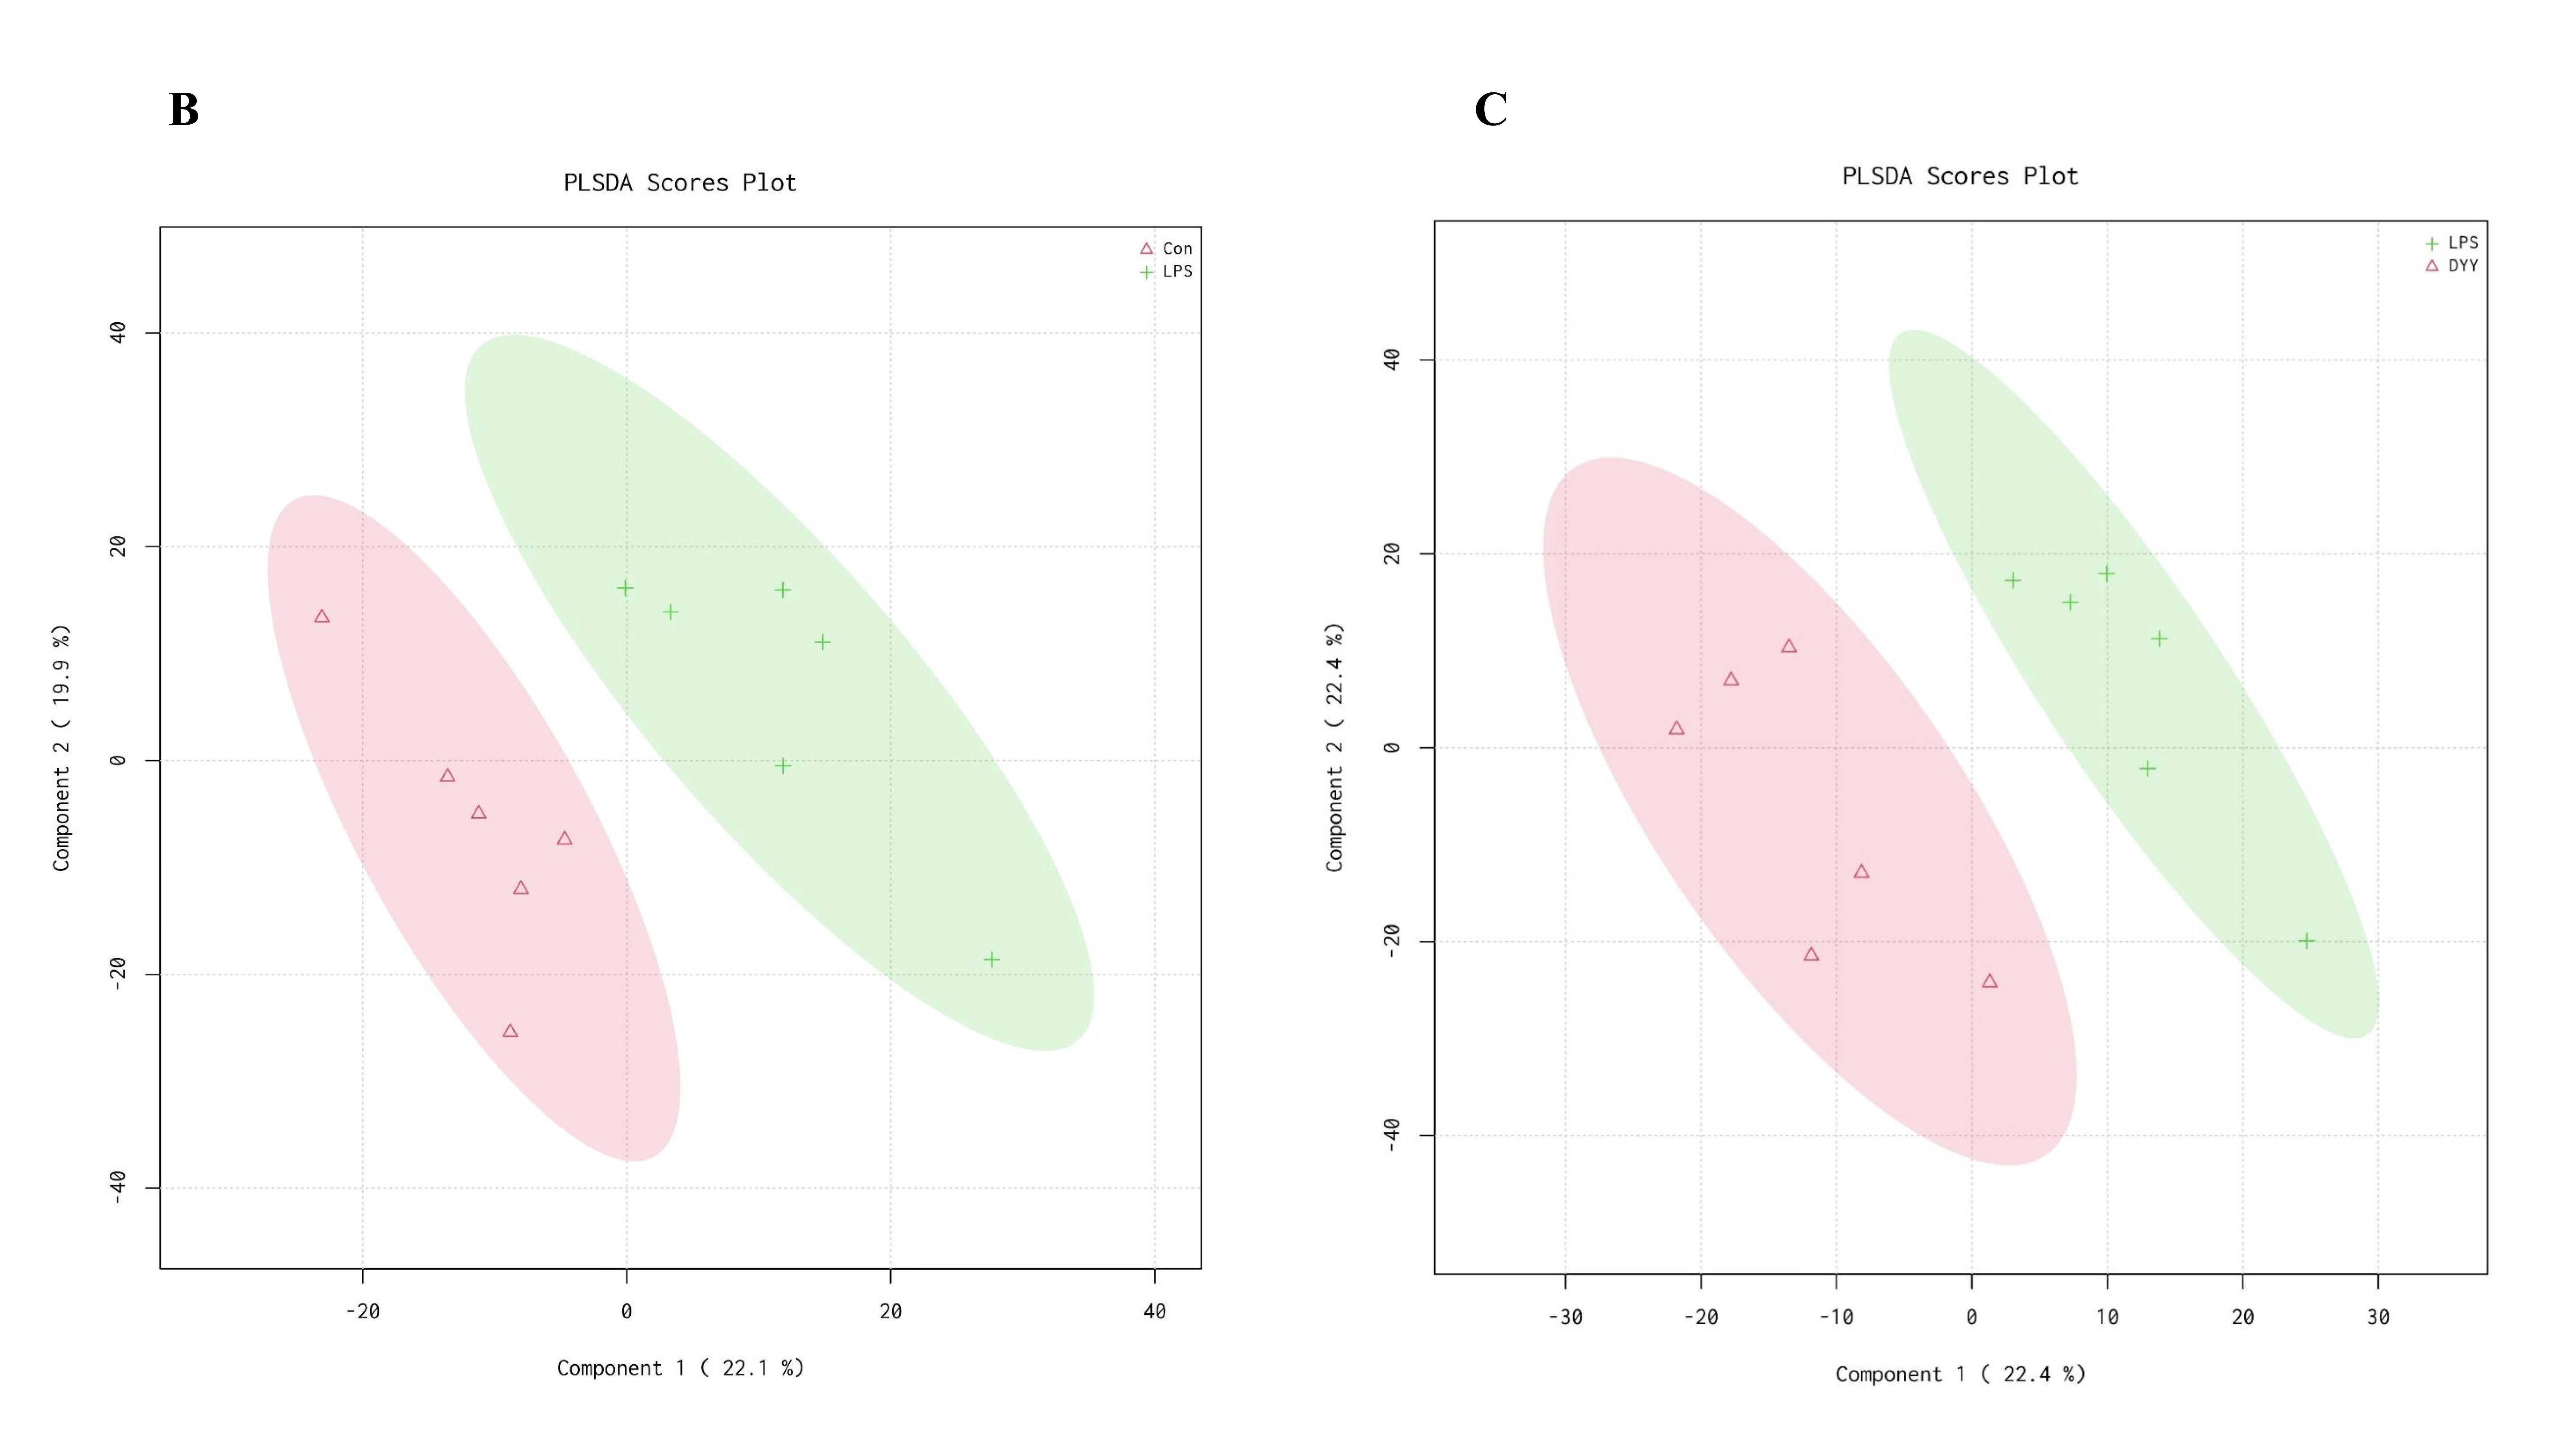 B
PLSDA Scores Plot
Con
LPS
40
20
0
-20
-40
Component 2 ( 19.9 %)
-20
0
20
40
Component 1 ( 22.1 %)
C
PLSDA Scores Plot
LPS
DYY
40
20
0
-20
-40
Component 2 ( 22.4 %)
-30
-20
-10
0
10
20
30
Component 1 ( 22.4 %)